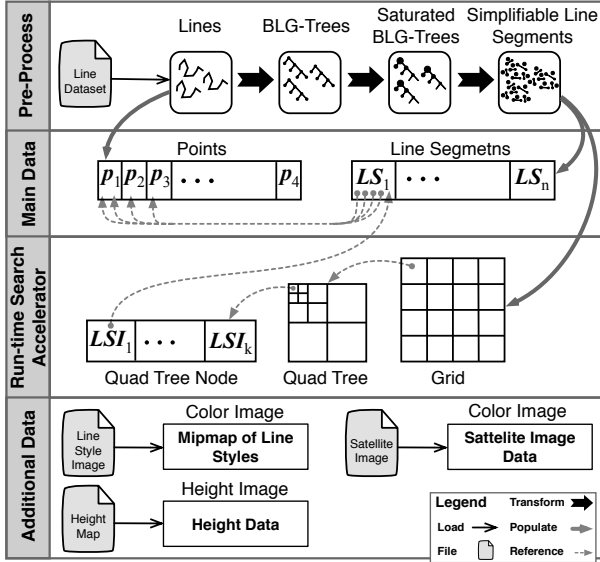 Pre-Process
Line
Dataset
Lines
BLG-Trees
Saturated
BLG-Trees
Simplifiable Line
Segments
Main Data
Points
p1 p2 p3 ··· p4
Line Segmetns
LS1 ··· LSn
Run-time Search
Accelerator
LSI1 ··· LSIk
Quad Tree Node
Quad Tree
Grid
Additional Data
Line
Style
Image
Color Image
Mipmap of Line
Styles
Satellite
Image
Color Image
Sattelite Image
Data
Height
Map
Height Image
Height Data
Legend
Transform
Load
Populate
File
Reference